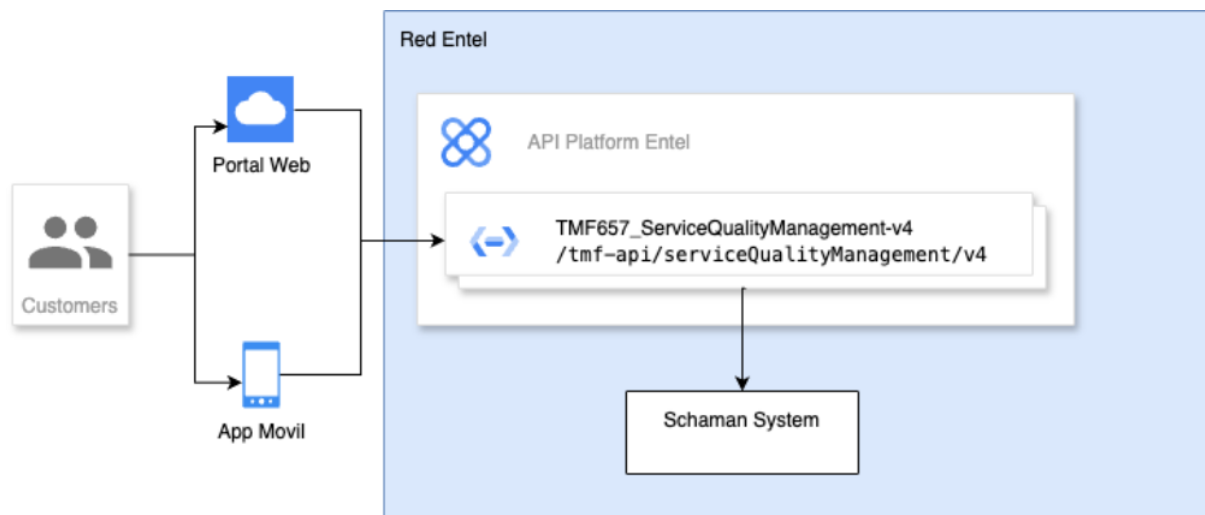 Red Entel
Portal Web
API Platform Entel
TMF657_ServiceQualityManagement-v4
/tmf-api/serviceQualityManagement/v4
Customers
App Movil
Schaman System